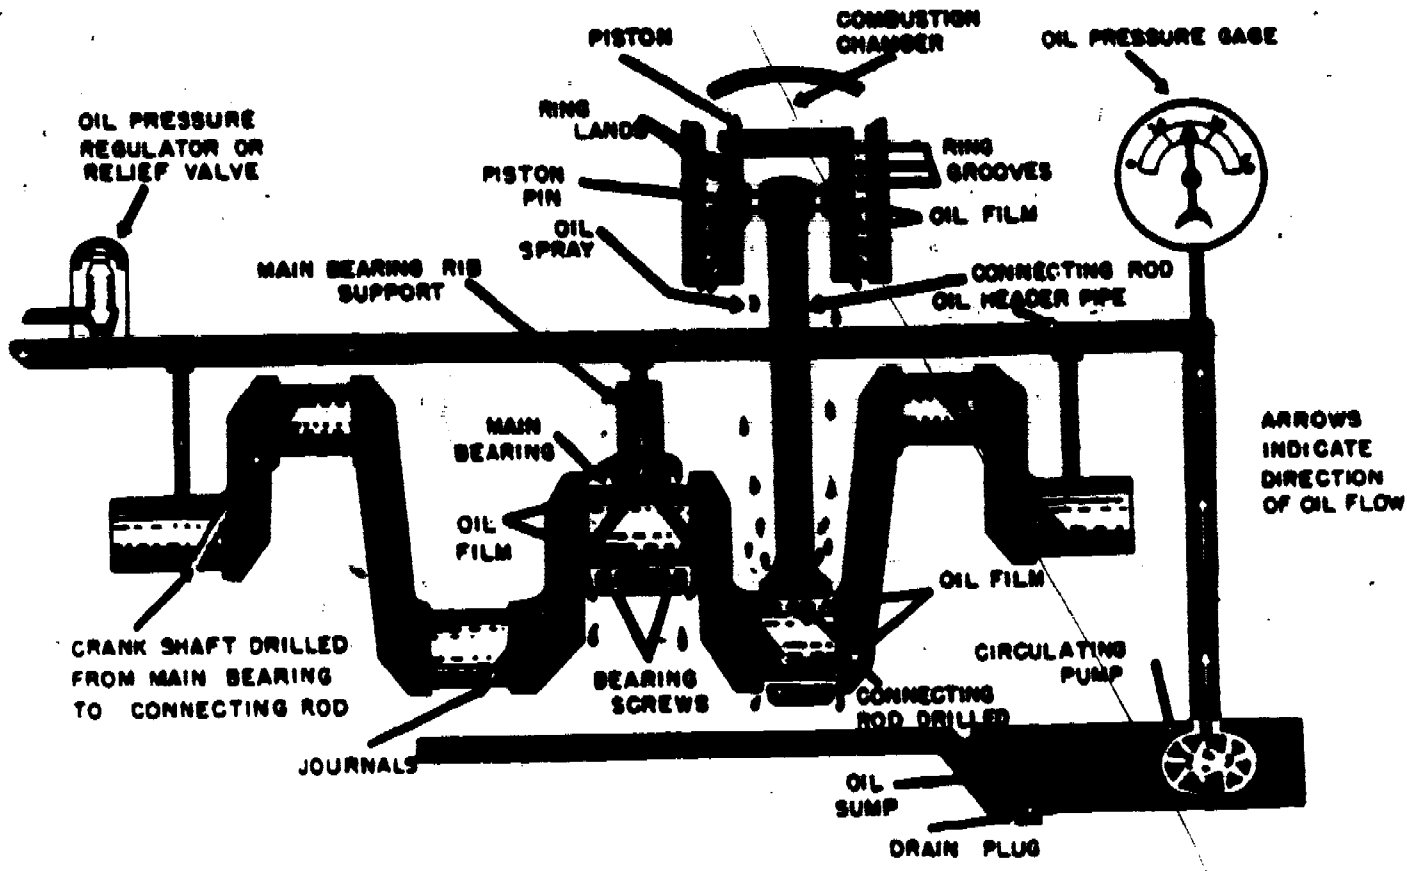 PISTON
COMBUSTION
CHAMBER
OIL PRESSURE GAGE
OIL PRESSURE
REGULATOR OR
RELIEF VALVE
RING
LANDS
PISTON
PIN
RING
GROOVES
OIL FILM
OIL
SPRAY
MAIN BEARING RIB
SUPPORT
CONNECTING ROD
OIL HEADER PIPE
MAIN
BEARING
ARROWS
INDICATE
DIRECTION
OF OIL FLOW
OIL
FILM
OIL FILM
CRANK SHAFT DRILLED
FROM MAIN BEARING
TO CONNECTING ROD
BEARING
SCREWS
CIRCULATING
PUMP
CONNECTING
ROD DRILLED
JOURNALS
OIL
SUMP
DRAIN PLUG